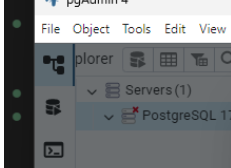 pgAdmin 4
File Object Tools Edit View
plorer
Servers (1)
PostgreSQL 17